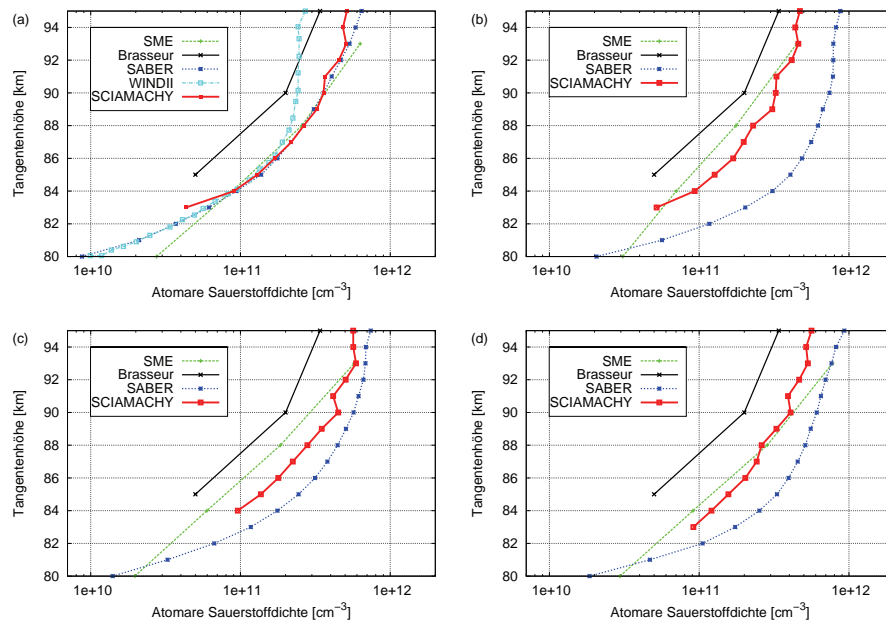 (a)
SME
Brasseur
SABER
WINDII
SCIAMACHY
Tangentenhöhe [km]
94
92
90
88
86
84
82
80
1e+10
1e+11
1e+12
Atomare Sauerstoffdichte [cm⁻³]
(b)
SME
Brasseur
SABER
SCIAMACHY
Tangentenhöhe [km]
94
92
90
88
86
84
82
80
1e+10
1e+11
1e+12
Atomare Sauerstoffdichte [cm⁻³]
(c)
SME
Brasseur
SABER
SCIAMACHY
Tangentenhöhe [km]
94
92
90
88
86
84
82
80
1e+10
1e+11
1e+12
Atomare Sauerstoffdichte [cm⁻³]
(d)
SME
Brasseur
SABER
SCIAMACHY
Tangentenhöhe [km]
94
92
90
88
86
84
82
80
1e+10
1e+11
1e+12
Atomare Sauerstoffdichte [cm⁻³]